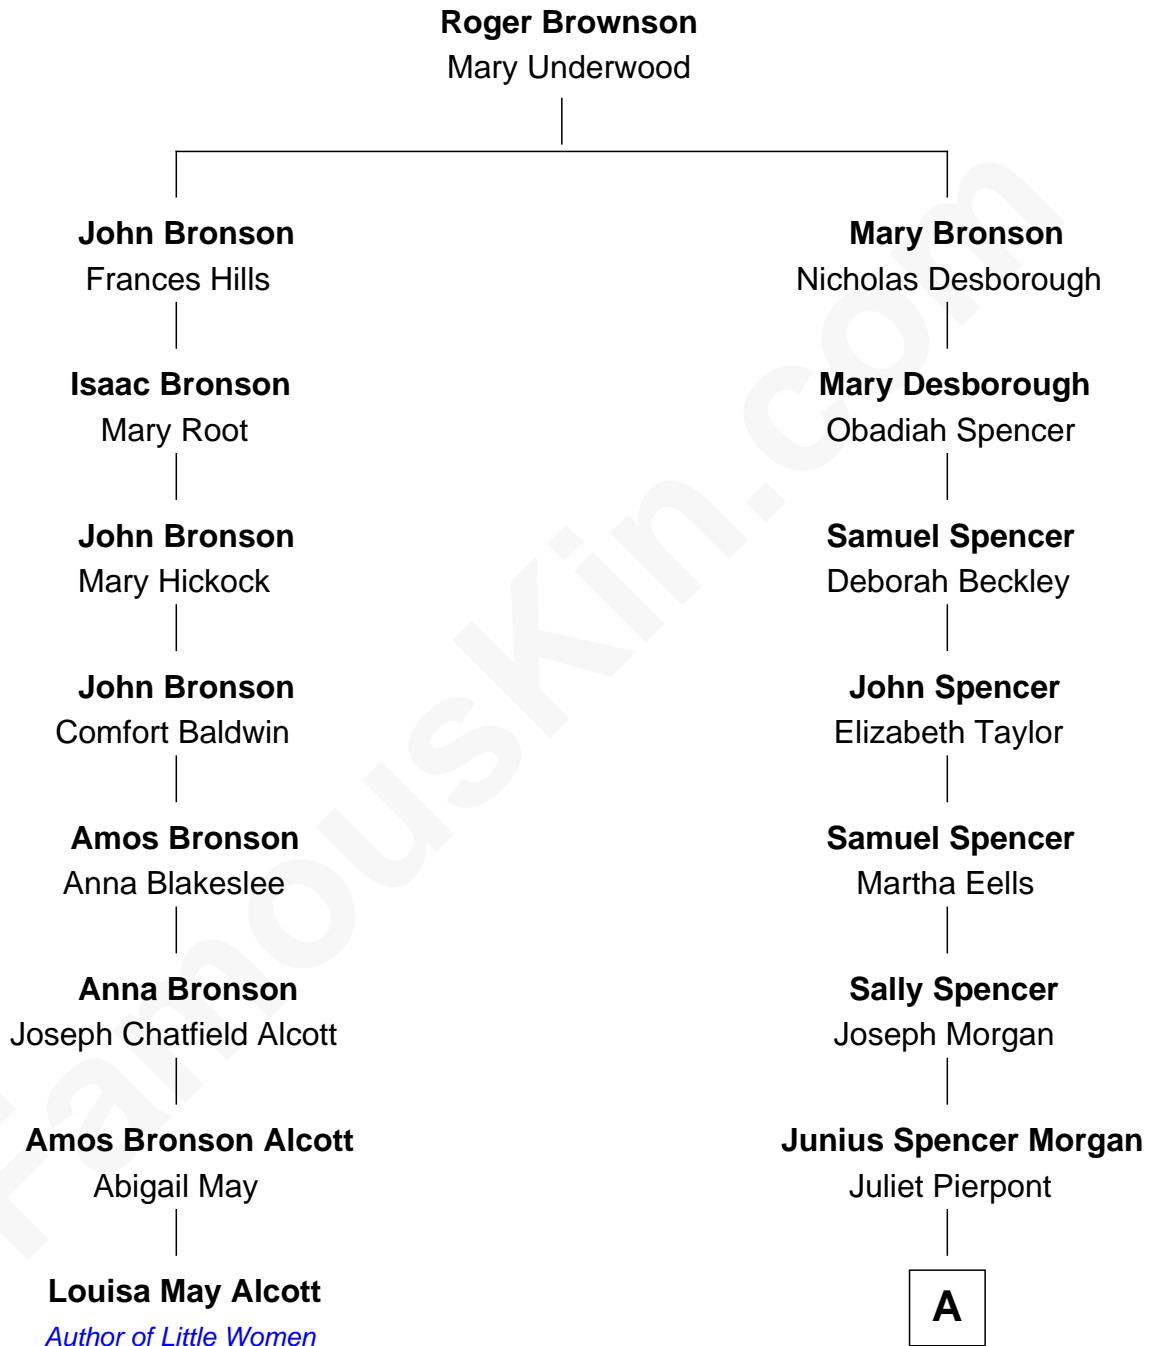 Roger Brownson
Mary Underwood
John Bronson
Frances Hills
Isaac Bronson
Mary Root
John Bronson
Mary Hickock
John Bronson
Comfort Baldwin
Amos Bronson
Anna Blakeslee
Anna Bronson
Joseph Chatfield Alcott
Amos Bronson Alcott
Abigail May
Louisa May Alcott
Author of Little Women
Mary Bronson
Nicholas Desborough
Mary Desborough
Obadiah Spencer
Samuel Spencer
Deborah Beckley
John Spencer
Elizabeth Taylor
Samuel Spencer
Martha Eells
Sally Spencer
Joseph Morgan
Junius Spencer Morgan
Juliet Pierpont
A
FamousKin.com